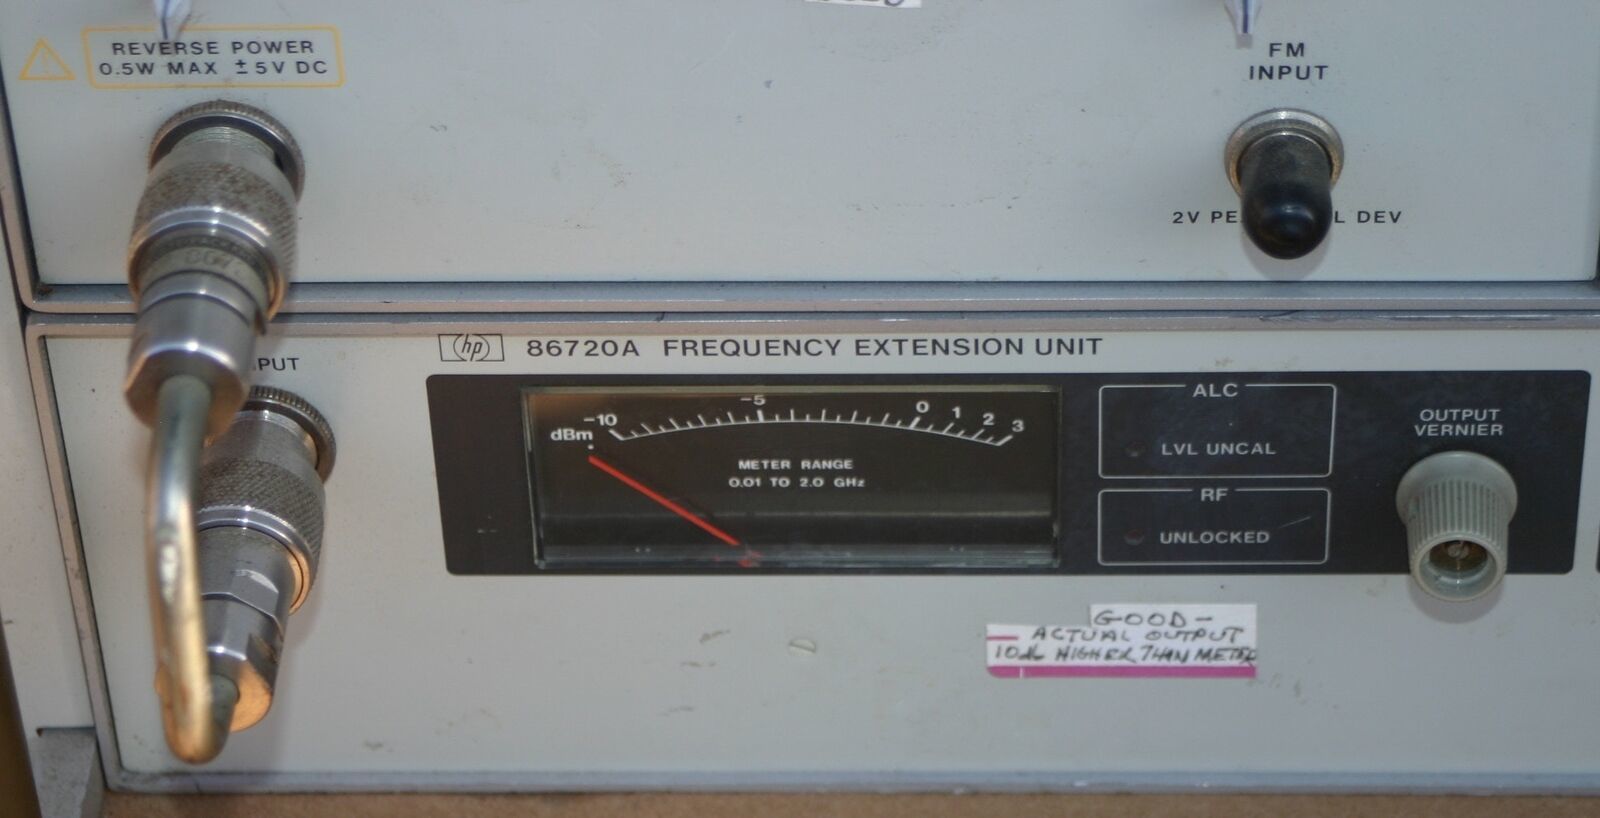 REVERSE POWER
0.5W MAX ±5V DC
FM
INPUT
2V DEV
hp 86720A FREQUENCY EXTENSION UNIT
-10 -5 0 1 2 3
dBm
METER RANGE
0.01 TO 2.0 GHz
ALC
LVL UNCAL
RF
UNLOCKED
OUTPUT
VERNIER
GOOD -
ACTUAL OUTPUT
10db HIGHER THAN METER